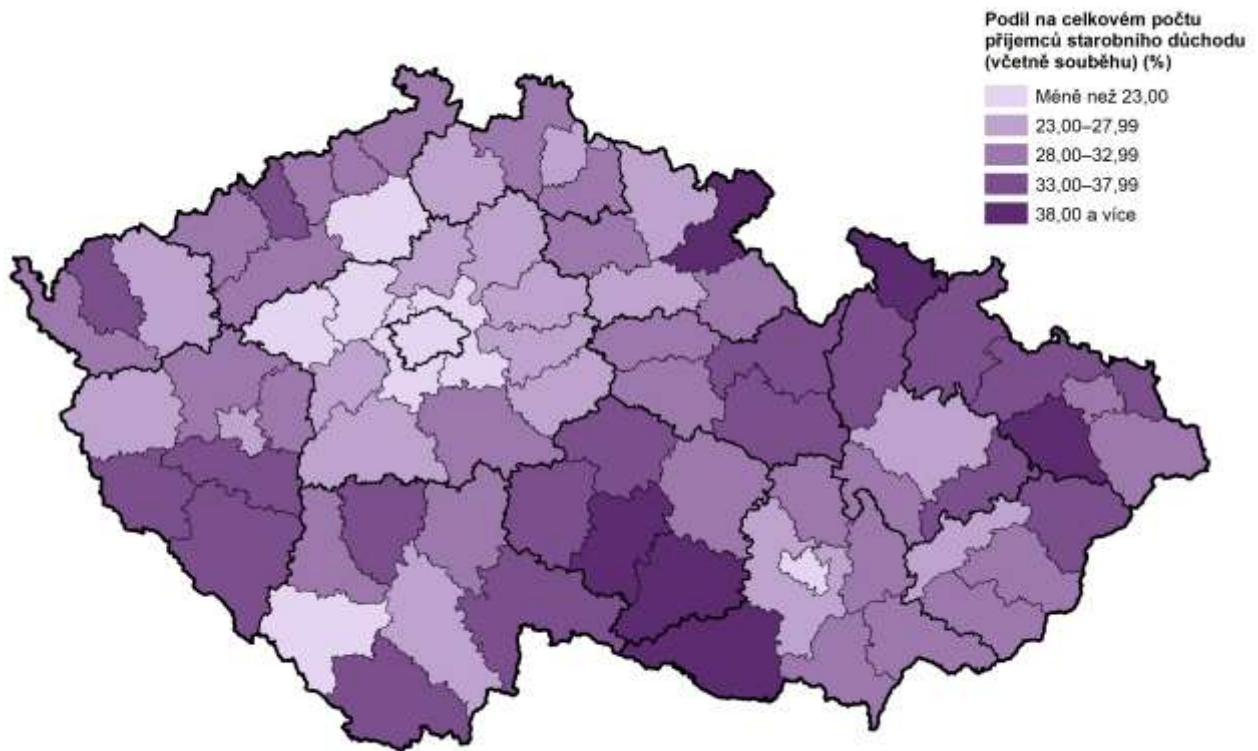 Podíl na celkovém počtu
příjemců starobního důchodu
(včetně souběhu) (%)
Méně než 23,00
23,00–27,99
28,00–32,99
33,00–37,99
38,00 a více